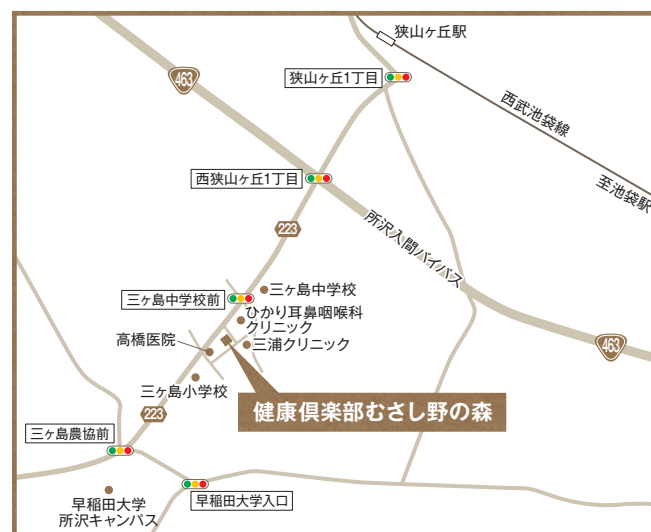 狭山ヶ丘駅
463
狭山ヶ丘1丁目
西武池袋線
西狭山ヶ丘1丁目
至池袋駅
223
所沢入間バイパス
三ヶ島中学校
三ヶ島中学校前
ひかり耳鼻咽喉科
クリニック
高橋医院
三浦クリニック
463
三ヶ島小学校
健康倶楽部むさし野の森
223
三ヶ島農協前
早稲田大学
所沢キャンパス
早稲田大学入口